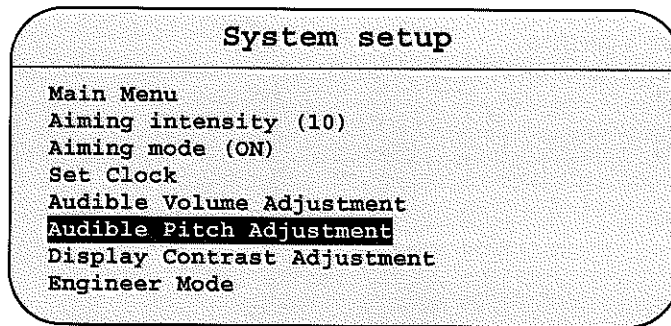 System setup
Main Menu
Aiming intensity (10)
Aiming mode (ON)
Set Clock
Audible Volume Adjustment
Audible Pitch Adjustment
Display Contrast Adjustment
Engineer Mode